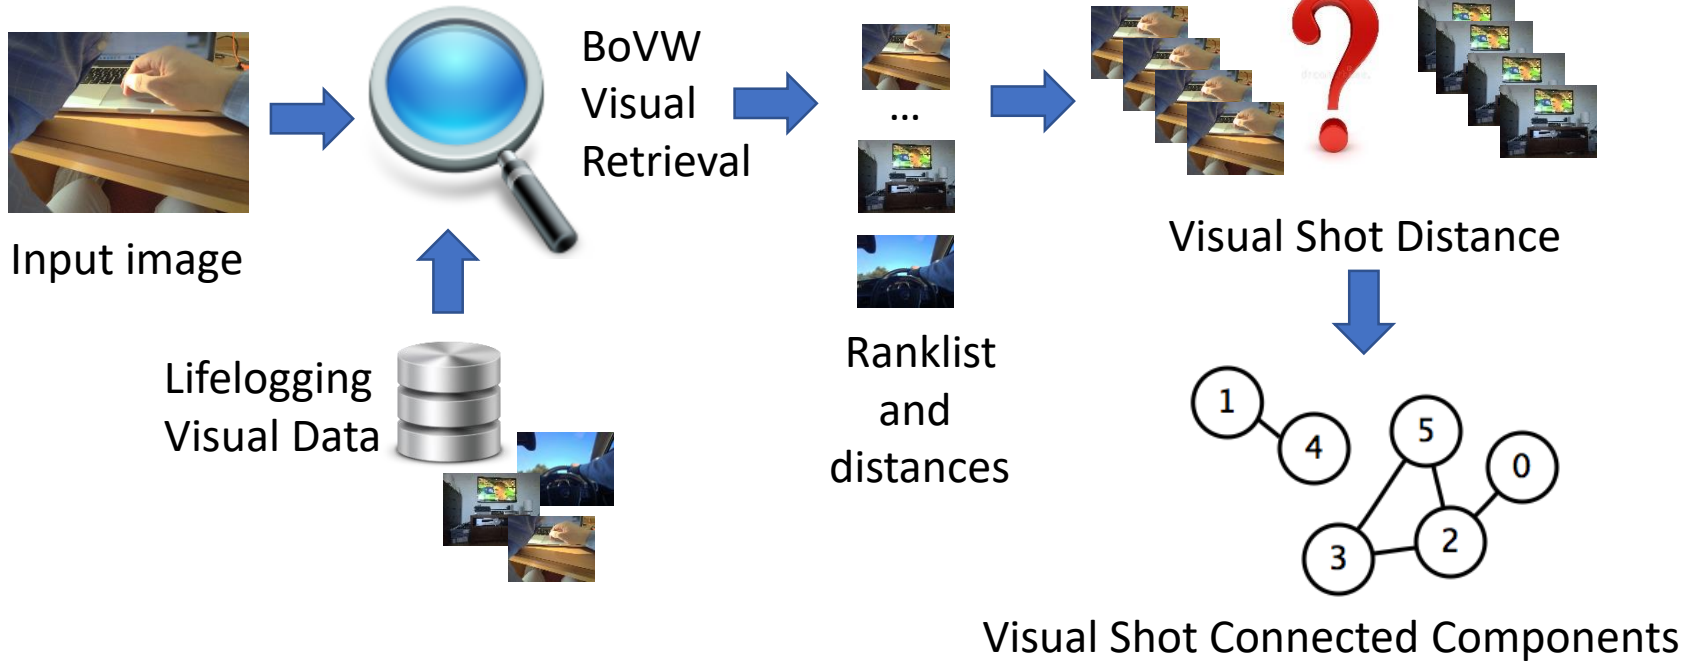 Input image
BoVW
Visual
Retrieval
Lifelogging
Visual Data
...
Ranklist
and
distances
Visual Shot Distance
1
4
5
0
3
2
Visual Shot Connected Components